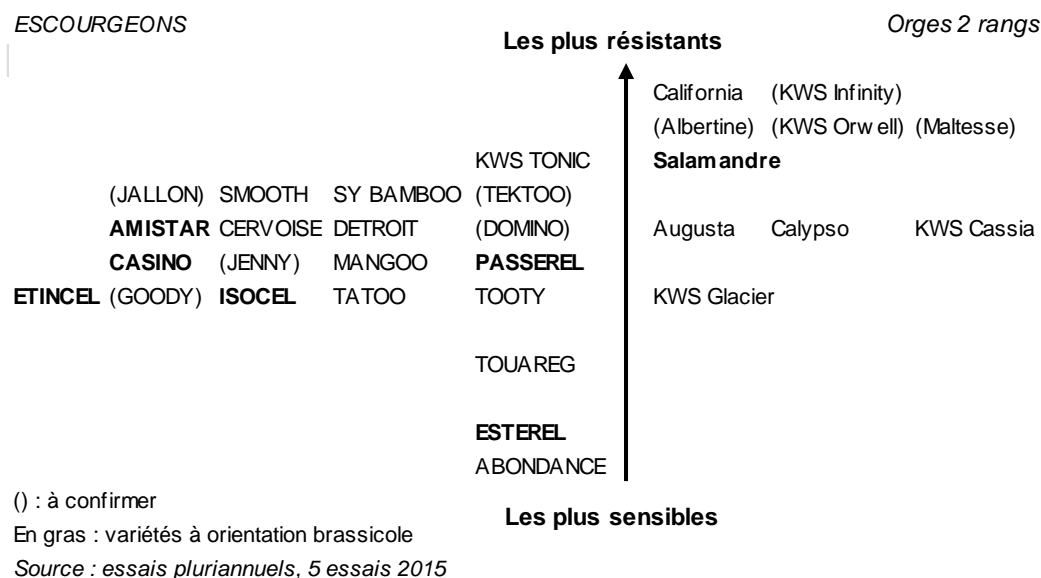 ESCOURGEONS Orges 2 rangs
Les plus résistants
California (KWS Infinity)
(Albertine) (KWS Orwell) (Maltesse)
KWS TONIC Salamandre
(JALLON) SMOOTH SY BAMBOO (TEKTOO)
AMISTAR CERVOISE DETROIT (DOMINO) Augusta Calypso KWS Cassia
CASINO (JENNY) MANGOO PASSEREL
ETINCEL (GOODY) ISOCEL TATOO TOOTY KWS Glacier
TOUAREG
ESTEREL
ABONDANCE
() : à confirmer
Les plus sensibles
En gras : variétés à orientation brassicole
Source : essais pluriannuels, 5 essais 2015